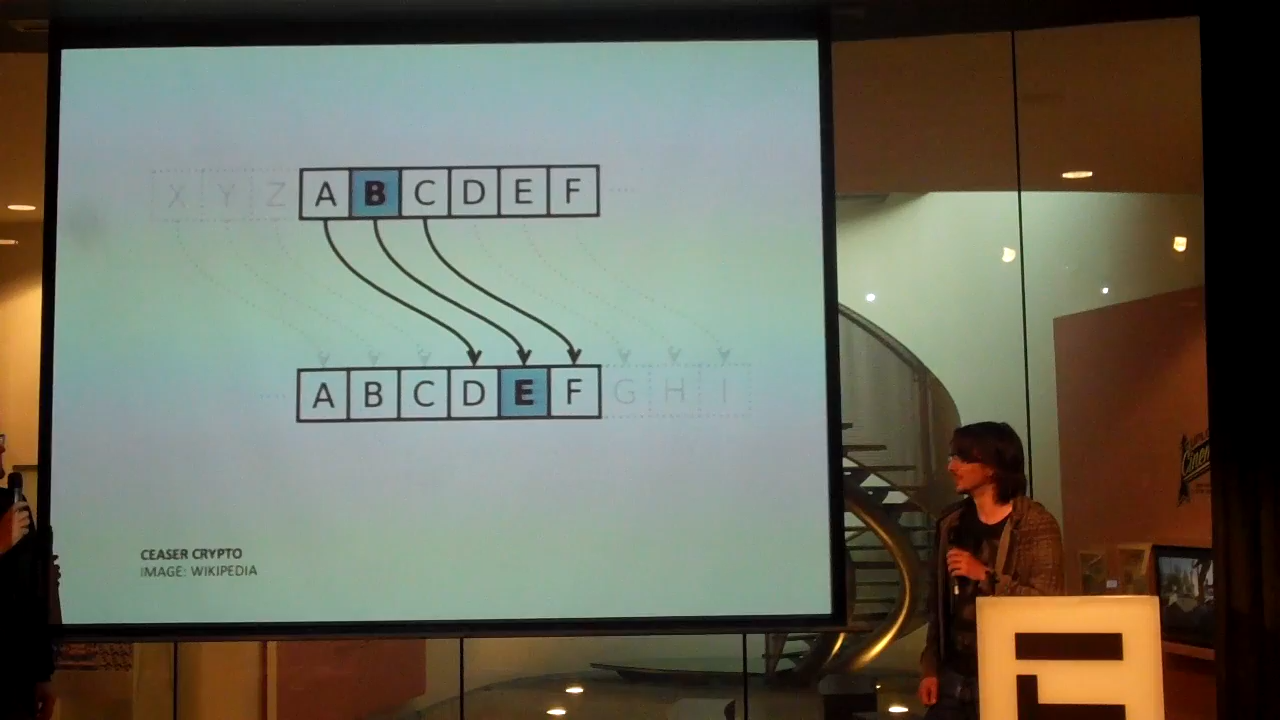 X Y Z A B C D E F
A B C D E F G H I
CEASER CRYPTO
IMAGE: WIKIPEDIA